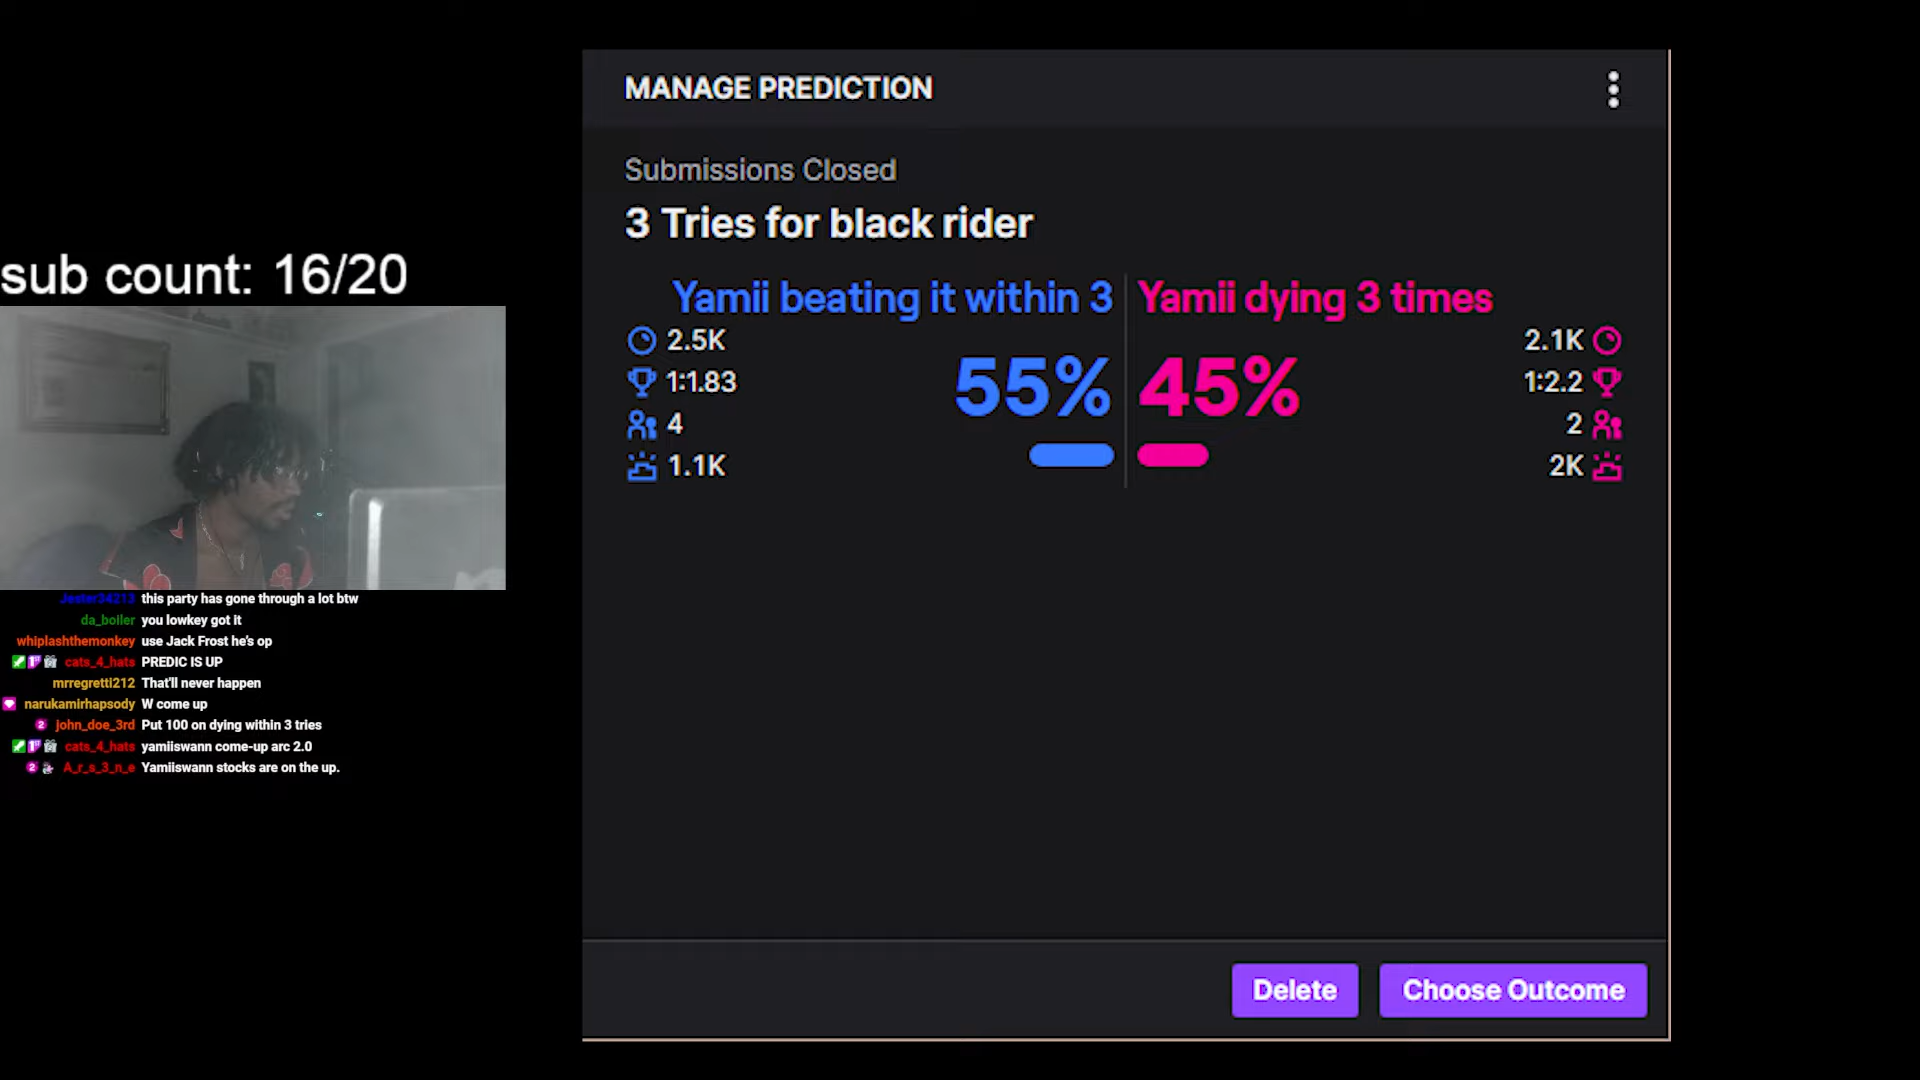 MANAGE PREDICTION
Submissions Closed
3 Tries for black rider
Yamii beating it within 3
2.5K
1:1.83
4
1.1K
55%
Yamii dying 3 times
45%
2.1K
1:2.2
2
2K
Delete
Choose Outcome
sub count: 16/20
Jester34213 this party has gone through a lot btw
da_boiler you lowkey got it
whiplashthemonkey use Jack Frost he's op
cats_4_hats PREDIC IS UP
mrregretti212 That'll never happen
narukamirhapsody W come up
2 john_doe_3rd Put 100 on dying within 3 tries
cats_4_hats yamiiswann come-up arc 2.0
2 A_r_s_3_n_e Yamiiswann stocks are on the up.